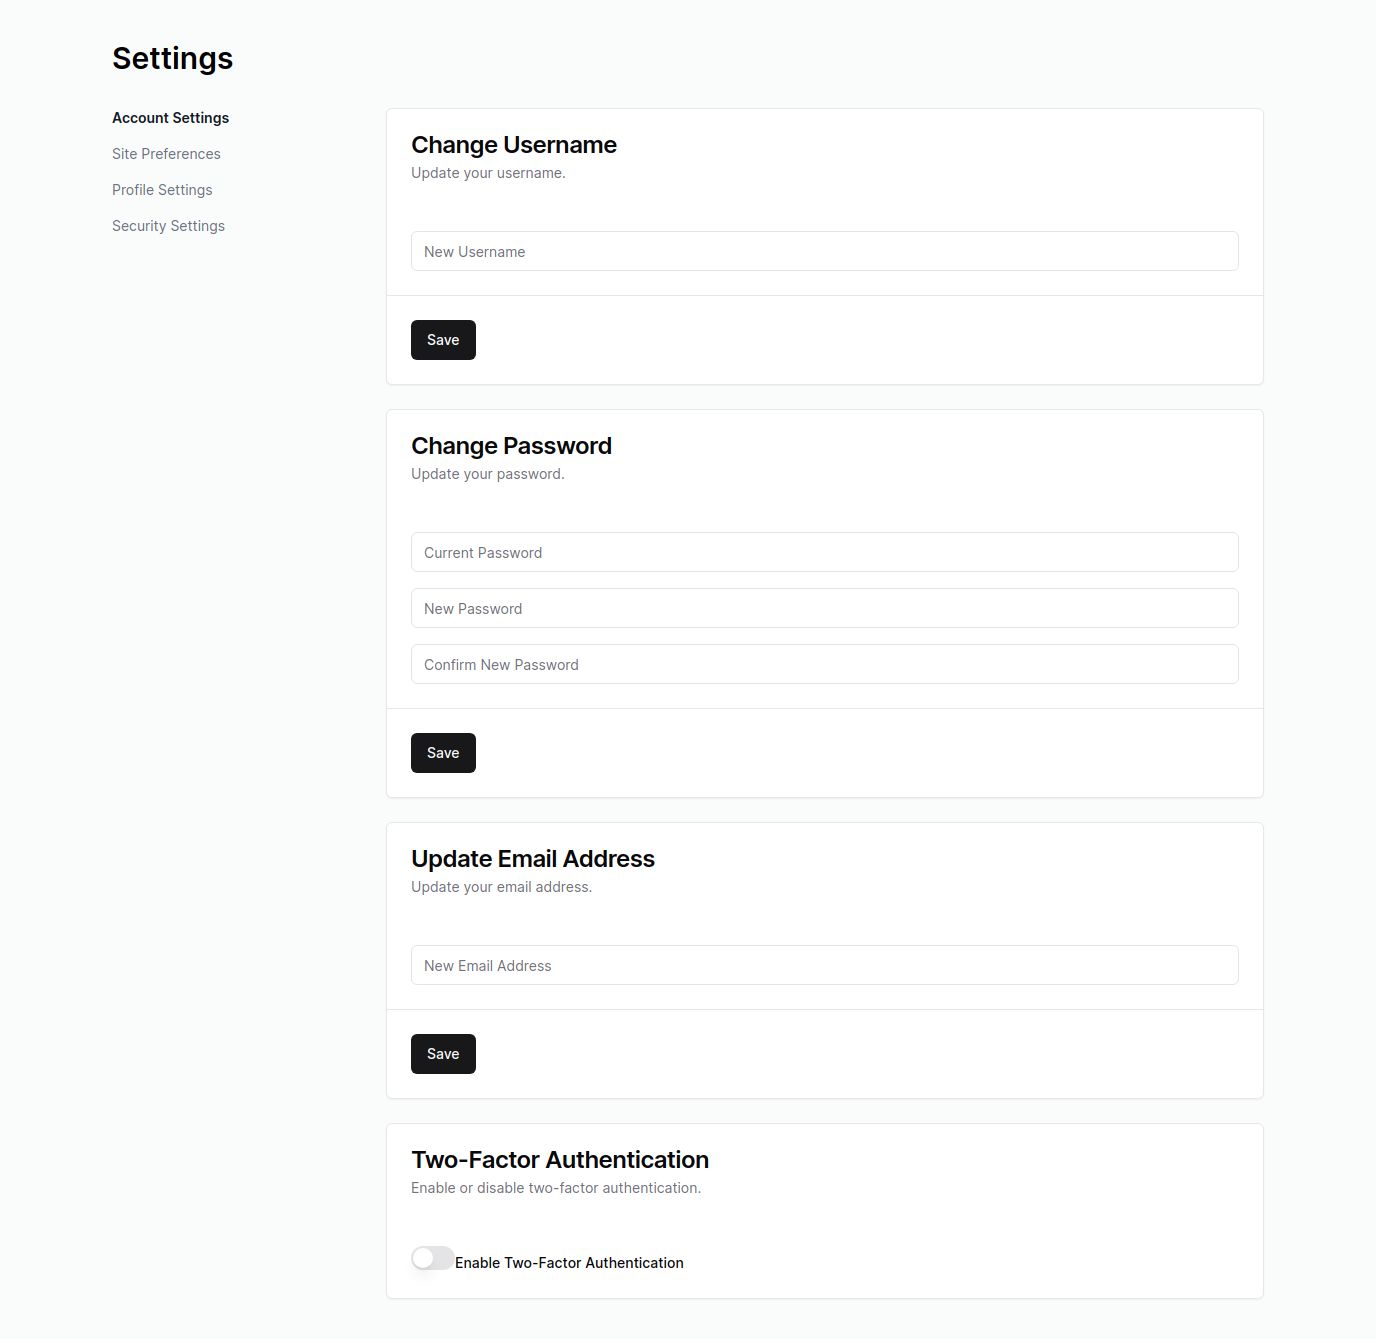 Settings
Account Settings
Site Preferences
Profile Settings
Security Settings
Change Username
Update your username.
New Username
Save
Change Password
Update your password.
Current Password
New Password
Confirm New Password
Save
Update Email Address
Update your email address.
New Email Address
Save
Two-Factor Authentication
Enable or disable two-factor authentication.
Enable Two-Factor Authentication